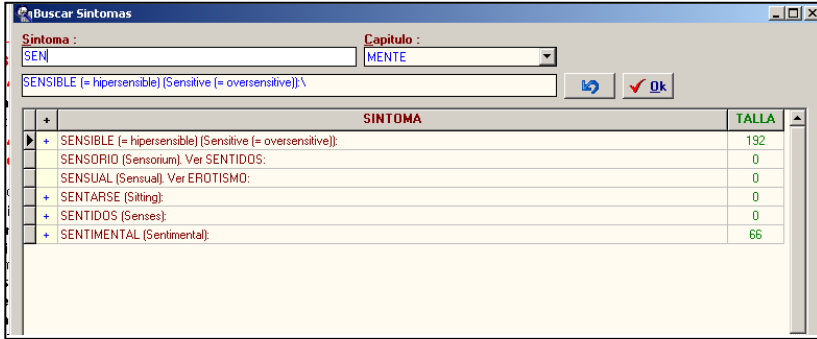 Buscar Sintomas
Sintoma : Capitulo :
SEN MENTE
SENSIBLE (= hipersensible) (Sensitive (= oversensitive)):\ Ok
+ SINTOMA TALLA
+ SENSIBLE (= hipersensible) (Sensitive (= oversensitive)): 192
SENSORIO (Sensorium). Ver SENTIDOS: 0
SENSUAL (Sensual). Ver EROTISMO: 0
+ SENTARSE (Sitting): 0
+ SENTIDOS (Senses): 0
+ SENTIMENTAL (Sentimental): 66